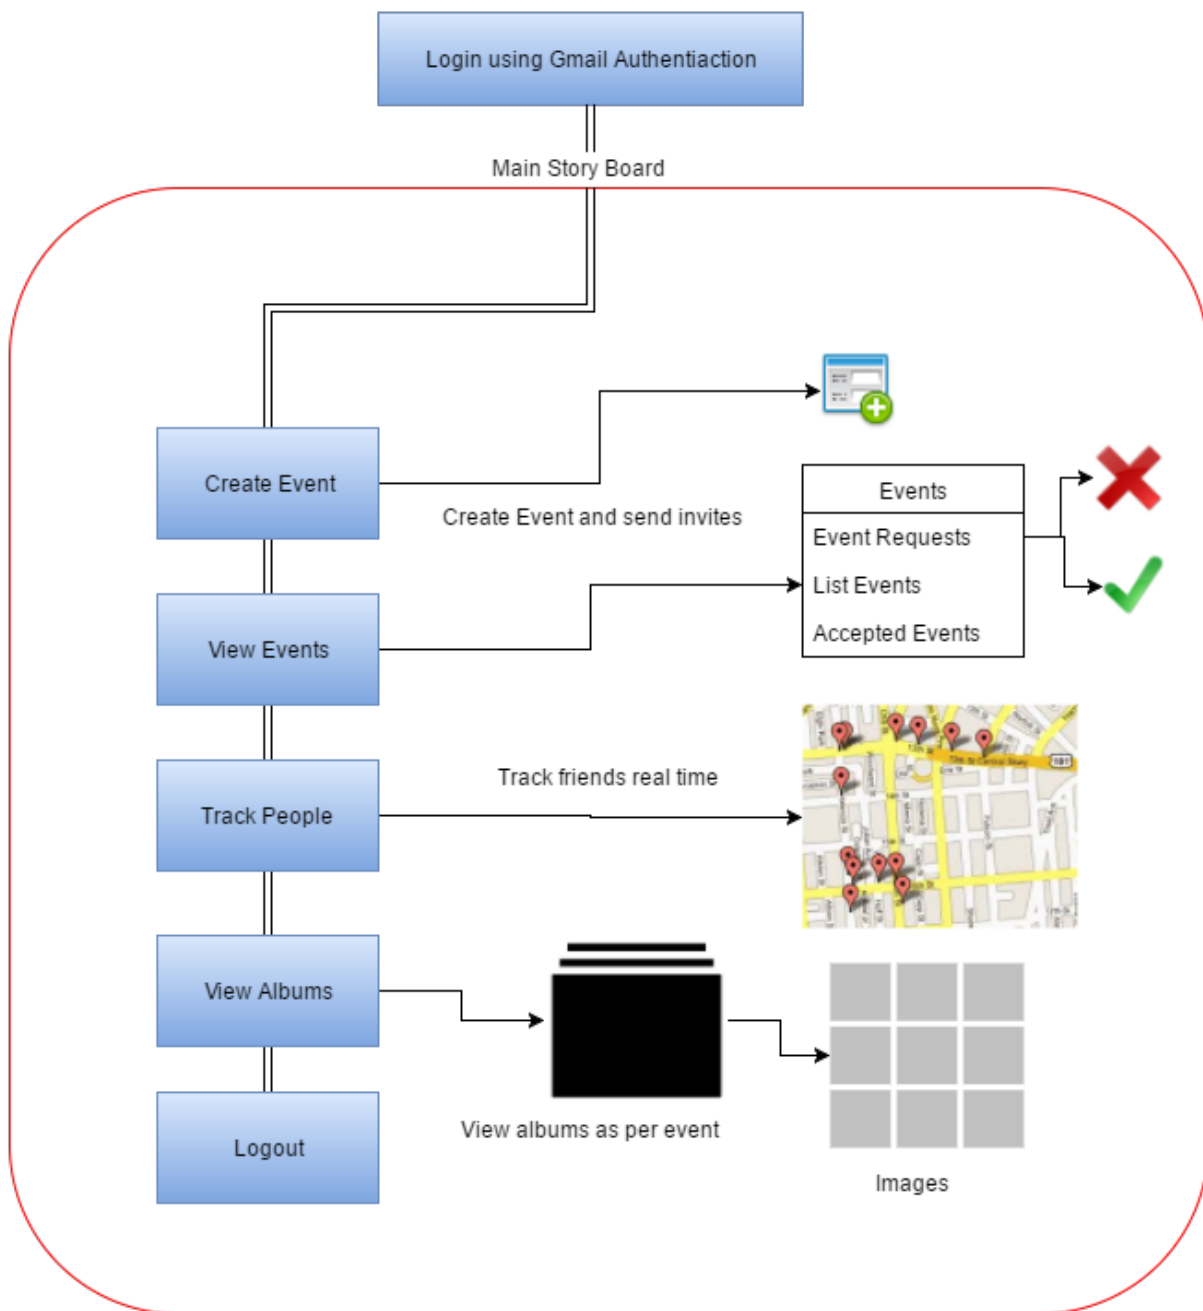 Login using Gmail Authentiaction
Main Story Board
Create Event
Create Event and send invites
Events
Event Requests
List Events
Accepted Events
View Events
Track People
Track friends real time
101
View Albums
View albums as per event
Images
Logout